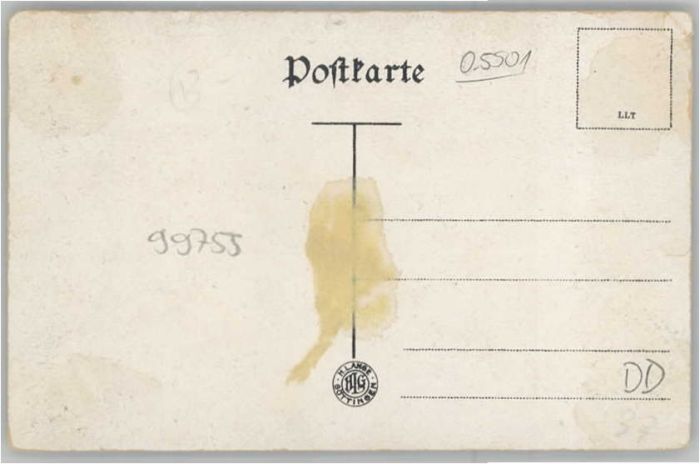 Postkarte
0.5501
LLT
99755
H. LANGE
GÖTTINGEN
DD